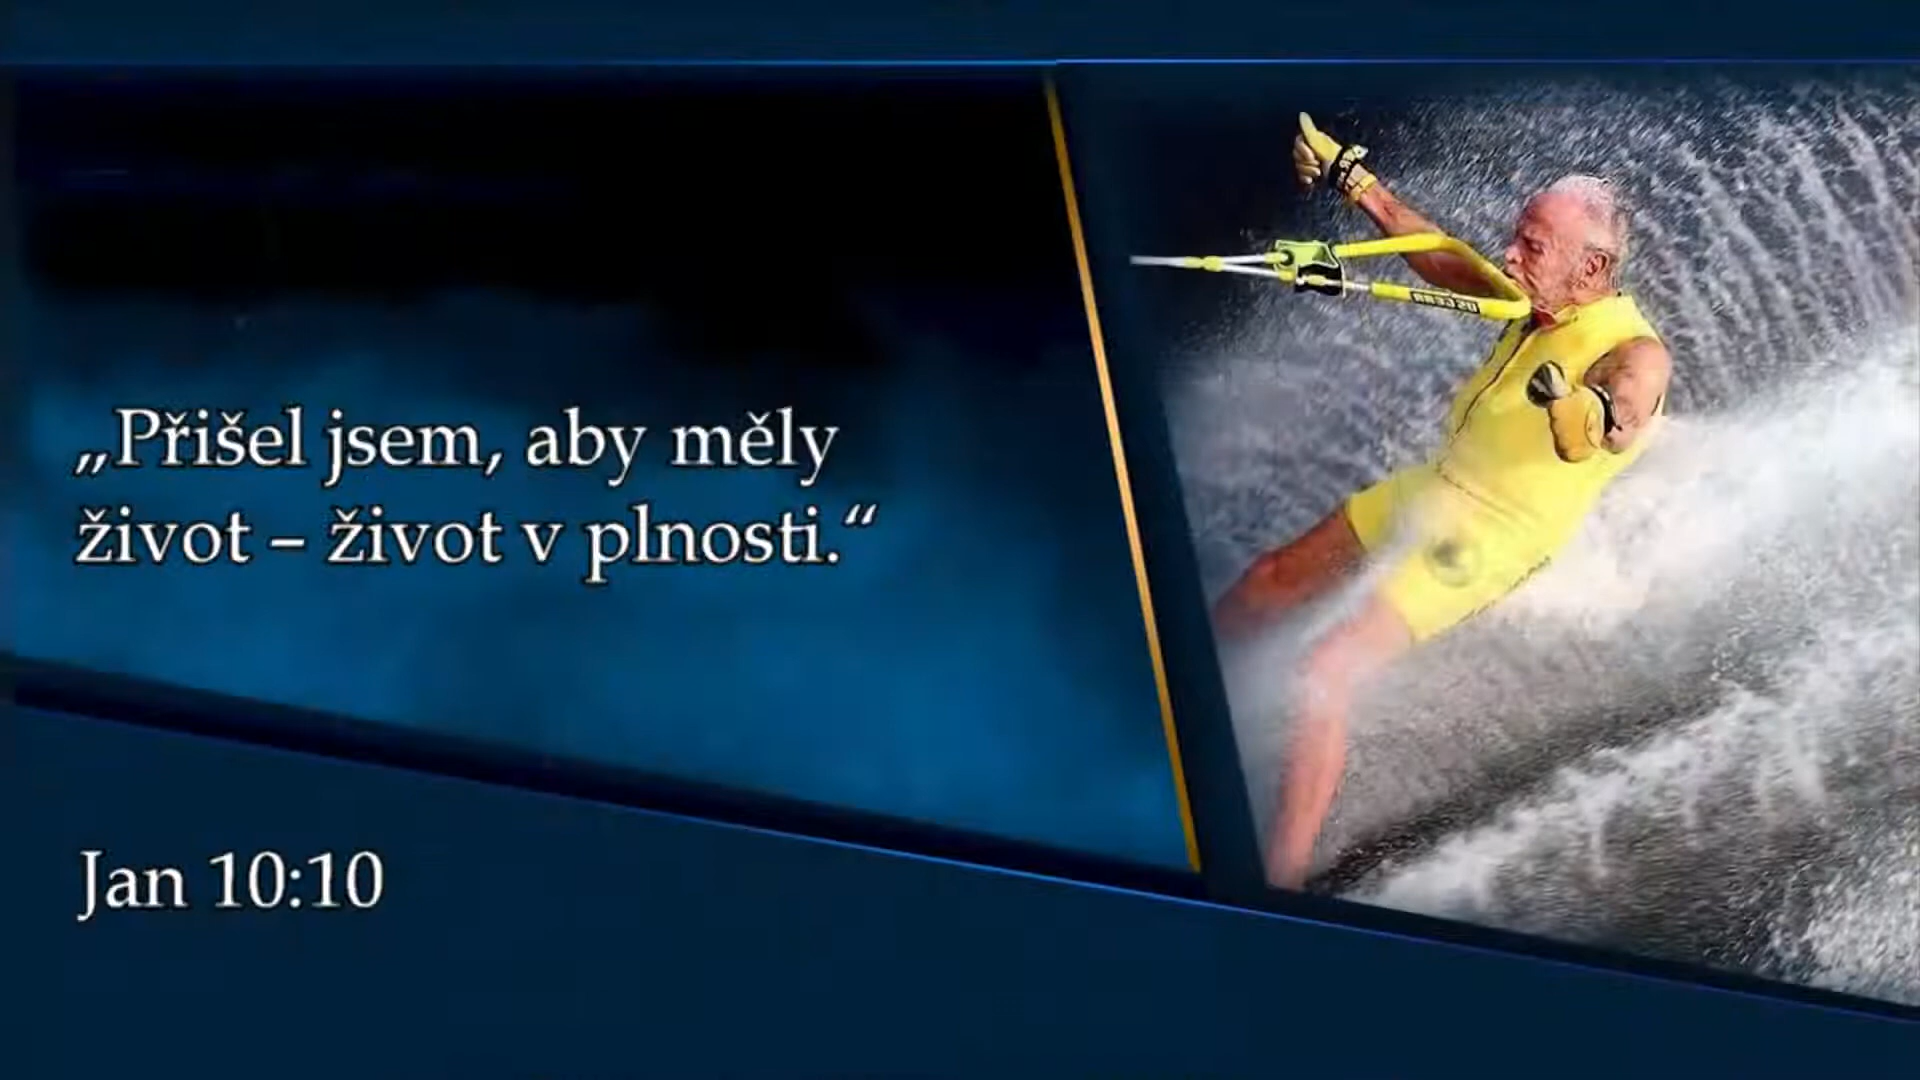 „Přišel jsem, aby měly
život – život v plnosti.“
Jan 10:10